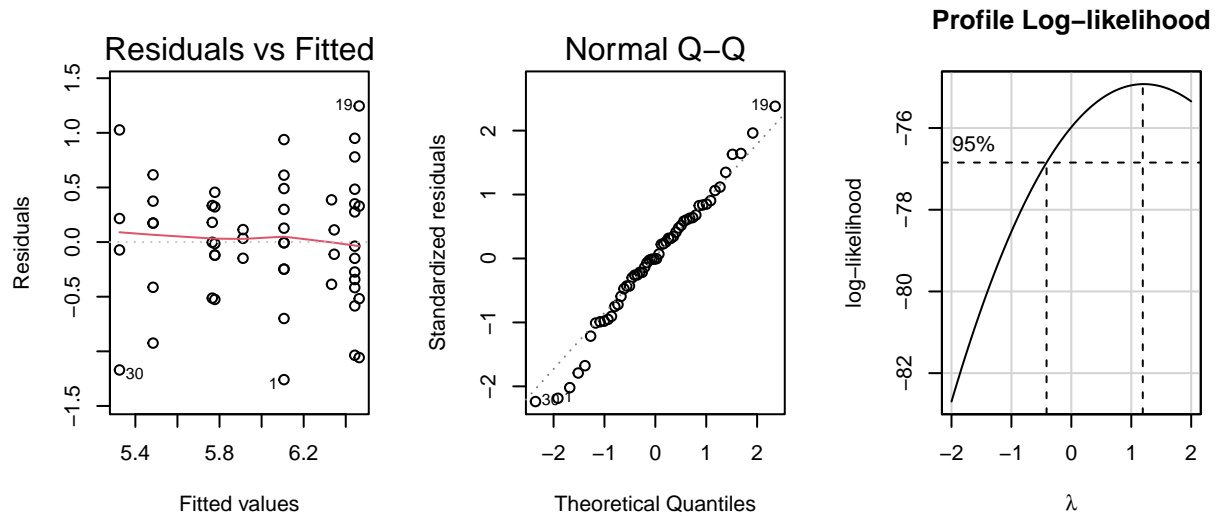 Residuals vs Fitted
Residuals
1.5
1.0
0.5
0.0
−0.5
−1.5
19
30
1
5.4 5.8 6.2
Fitted values
Normal Q−Q
Standardized residuals
2
1
0
−1
−2
19
30
1
−2 −1 0 1 2
Theoretical Quantiles
Profile Log−likelihood
log−likelihood
−76
−78
−80
−82
95%
−2 −1 0 1 2
λ